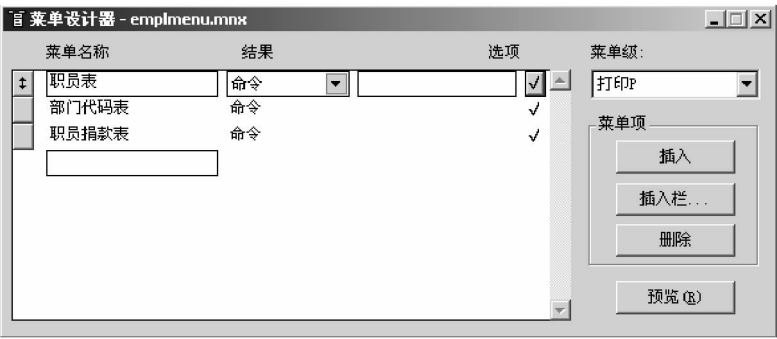 菜单设计器 - emplmenu.mnx
菜单名称 结果 选项 菜单级:
职员表 命令 打印P
部门代码表 命令
职员捐款表 命令
菜单项
插入
插入栏...
删除
预览(R)